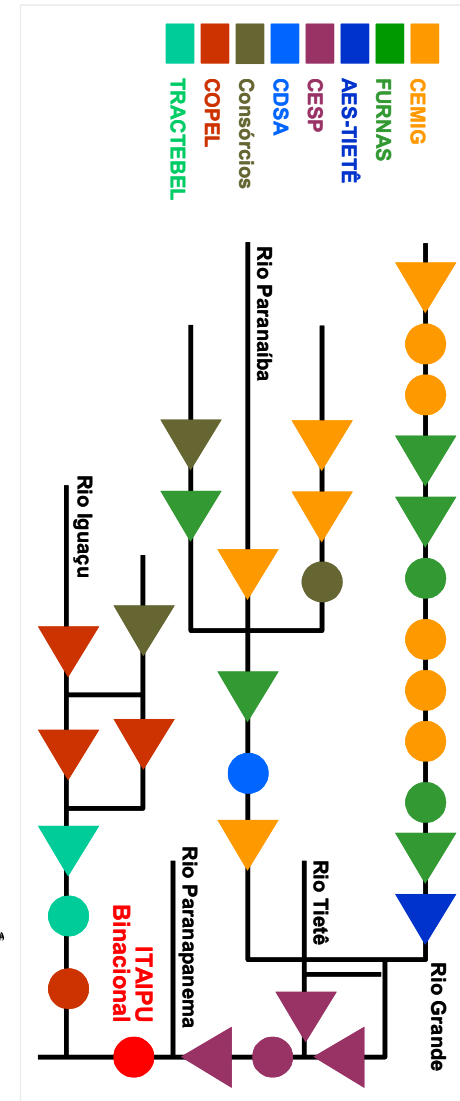 CEMIG
FURNAS
AES-TIETÊ
CESP
CDSA
Consórcios
COPEL
TRACTEBEL
Rio Paranaíba
Rio Iguaçu
Rio Grande
Rio Tietê
Rio Paranapanema
ITAIPU
Binacional